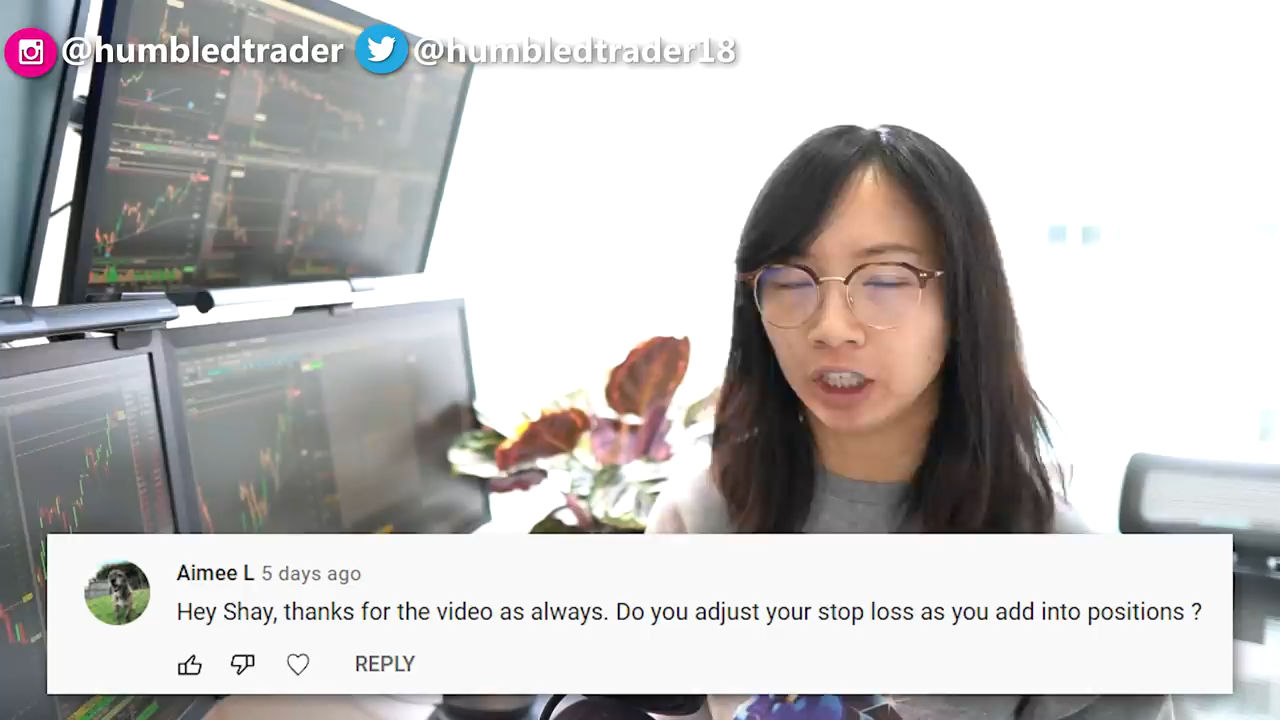 @humbledtrader @humbledtrader18
Aimee L 5 days ago
Hey Shay, thanks for the video as always. Do you adjust your stop loss as you add into positions ?
REPLY